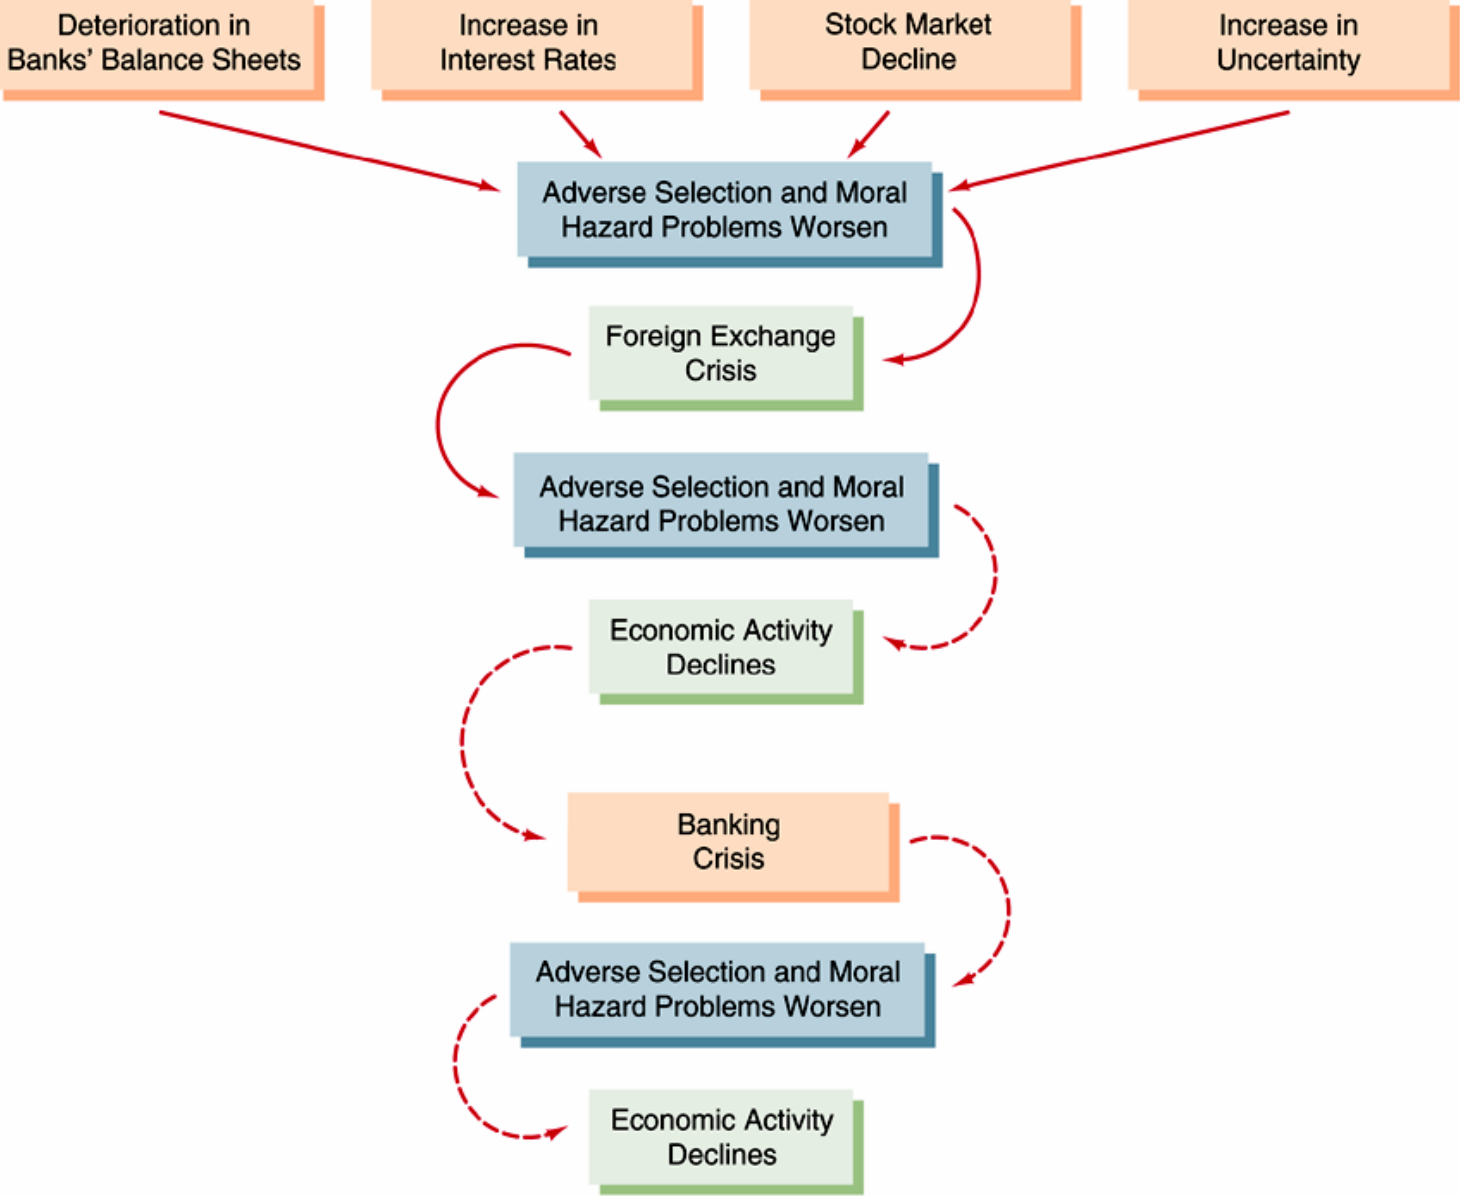 Deterioration in
Banks’ Balance Sheets
Increase in
Interest Rates
Stock Market
Decline
Increase in
Uncertainty
Adverse Selection and Moral
Hazard Problems Worsen
Foreign Exchange
Crisis
Adverse Selection and Moral
Hazard Problems Worsen
Economic Activity
Declines
Banking
Crisis
Adverse Selection and Moral
Hazard Problems Worsen
Economic Activity
Declines